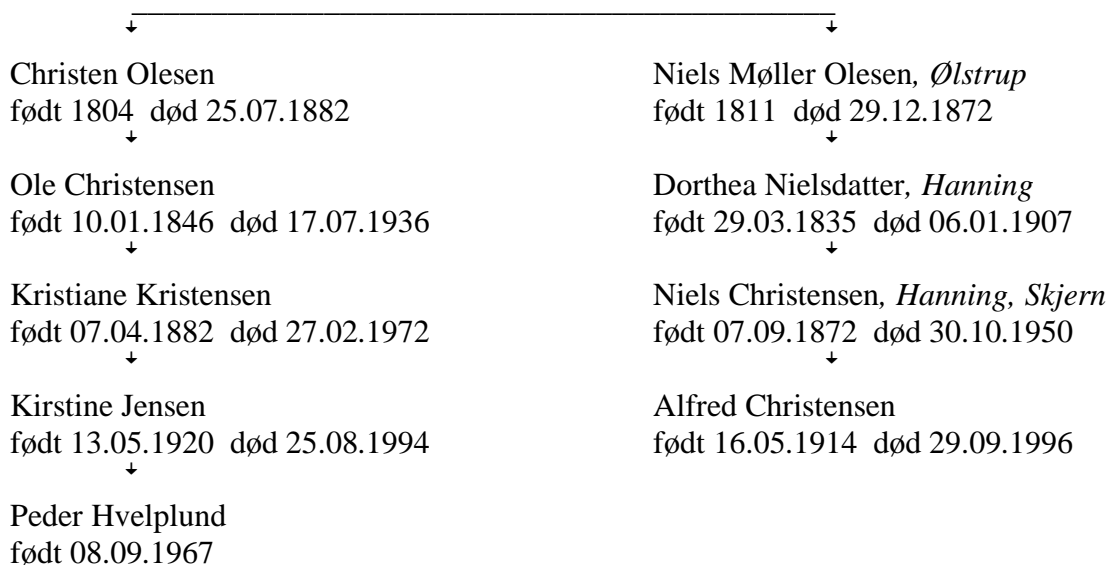 Christen Olesen
født 1804 død 25.07.1882
Ole Christensen
født 10.01.1846 død 17.07.1936
Kristiane Kristensen
født 07.04.1882 død 27.02.1972
Kirstine Jensen
født 13.05.1920 død 25.08.1994
Peder Hvelplund
født 08.09.1967
Niels Møller Olesen, Ølstrup
født 1811 død 29.12.1872
Dorthea Nielsdatter, Hanning
født 29.03.1835 død 06.01.1907
Niels Christensen, Hanning, Skjern
født 07.09.1872 død 30.10.1950
Alfred Christensen
født 16.05.1914 død 29.09.1996